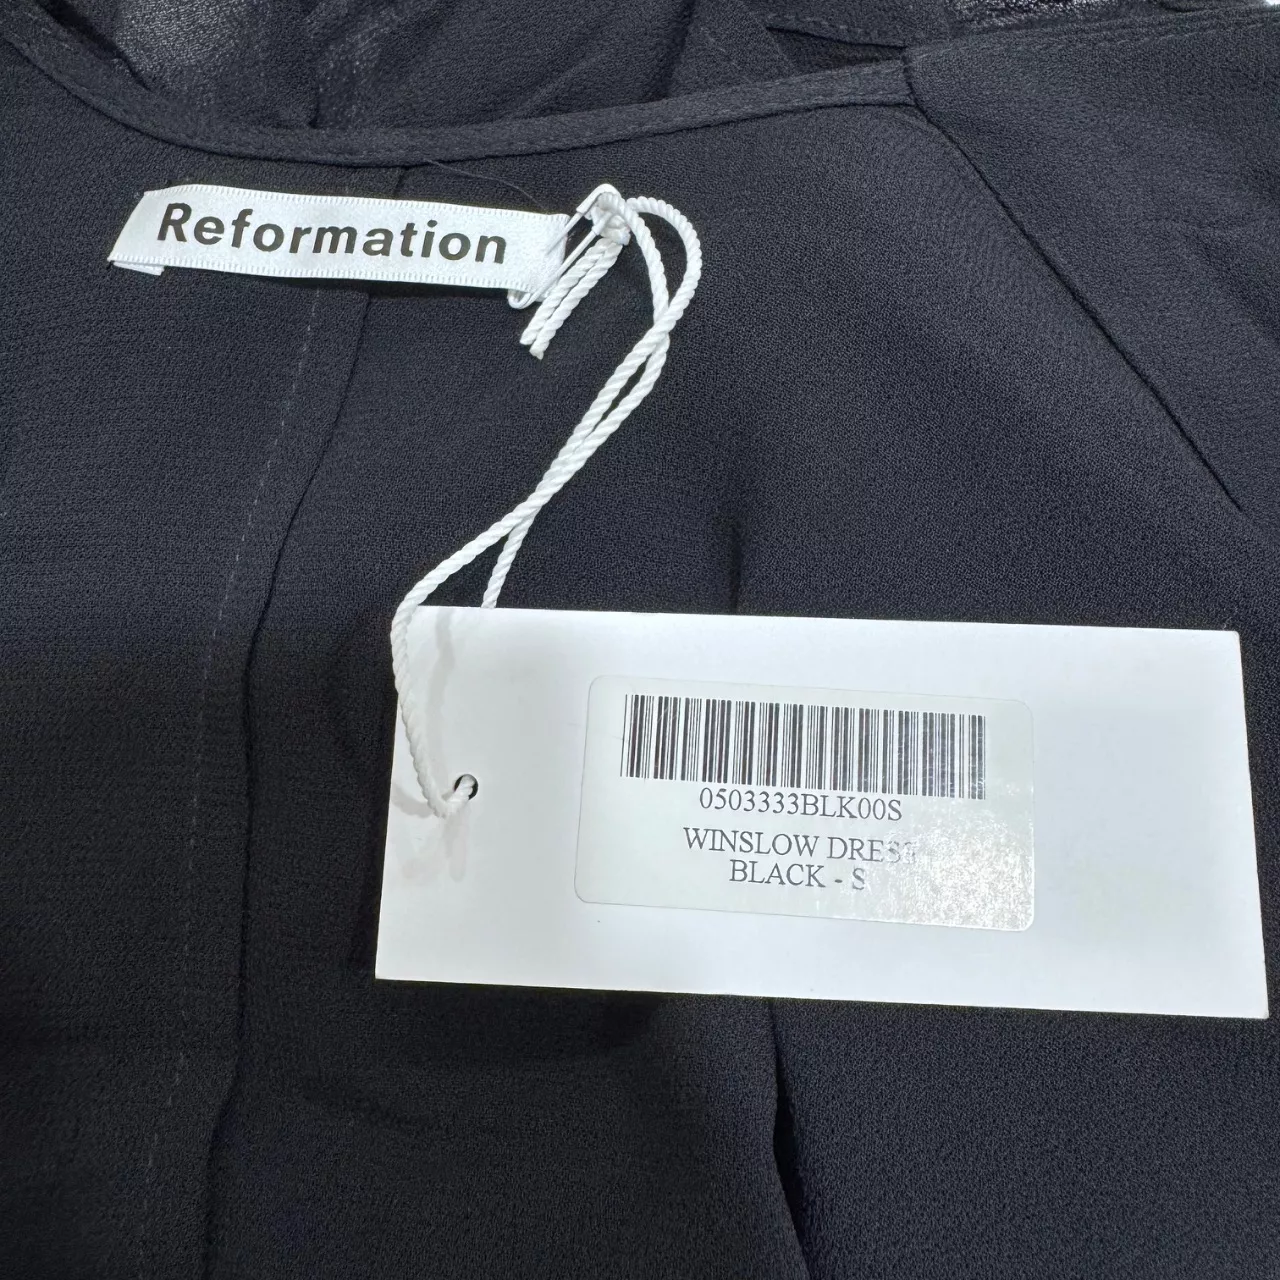 Reformation
0503333BLK00S
WINSLOW DRESS
BLACK - S